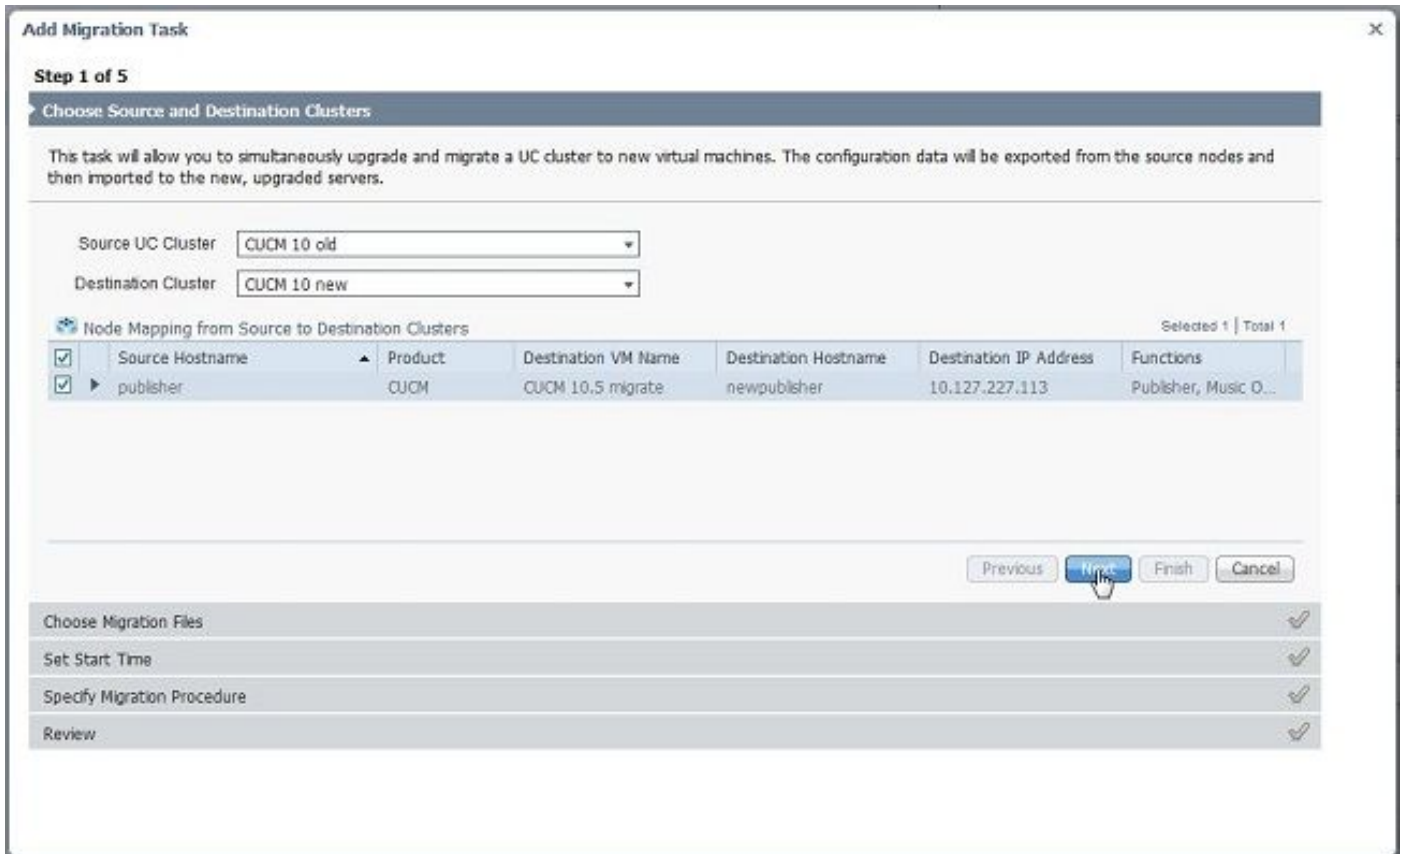 Add Migration Task
Step 1 of 5
Choose Source and Destination Clusters
This task will allow you to simultaneously upgrade and migrate a UC cluster to new virtual machines. The configuration data will be exported from the source nodes and
then imported to the new, upgraded servers.
Source UC Cluster CUCM 10 old
Destination Cluster CUCM 10 new
Node Mapping from Source to Destination Clusters Selected 1 | Total 1
Source Hostname Product Destination VM Name Destination Hostname Destination IP Address Functions
publisher CUCM CUCM 10.5 migrate newpublisher 10.127.227.113 Publisher, Music O...
Previous Next Finish Cancel
Choose Migration Files
Set Start Time
Specify Migration Procedure
Review